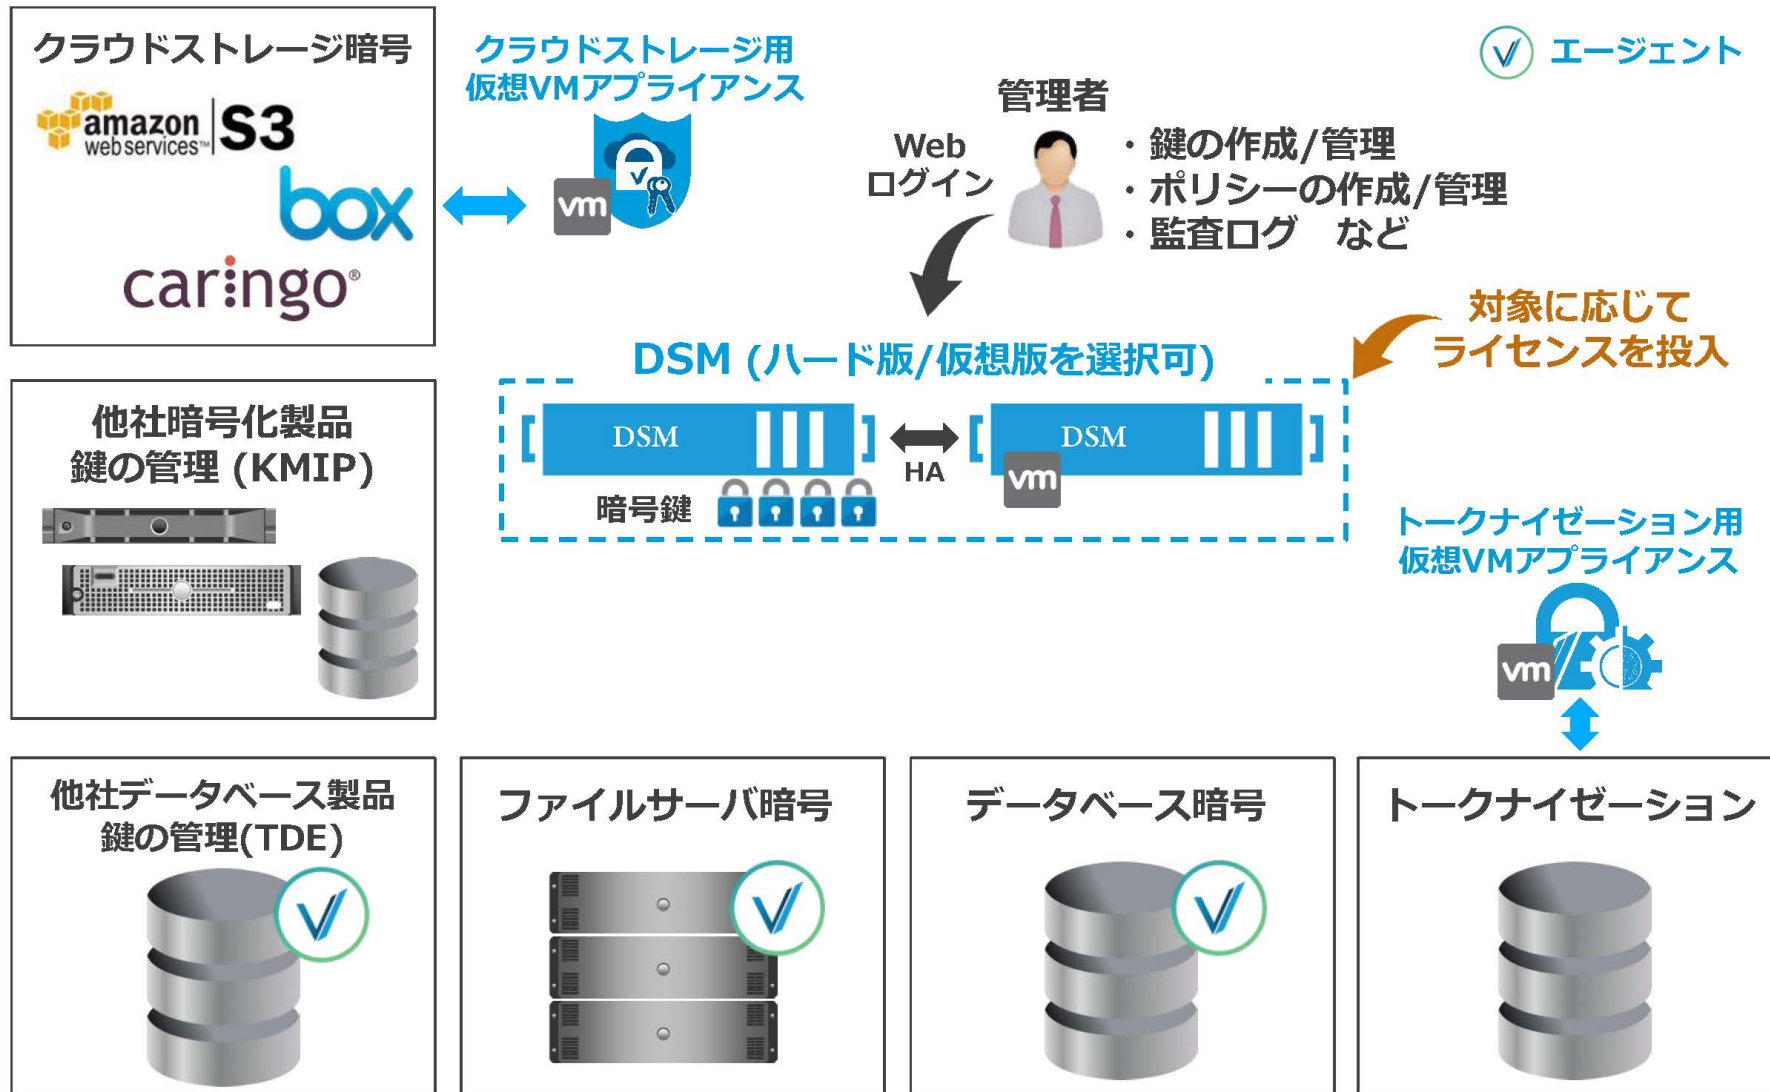 クラウドストレージ暗号
amazon
web services™
S3
box
caringo®
クラウドストレージ用
仮想VMアプライアンス
vm
エージェント
管理者
Web
ログイン
・鍵の作成/管理
・ポリシーの作成/管理
・監査ログ　など
対象に応じて
ライセンスを投入
DSM (ハード版/仮想版を選択可)
DSM
HA
DSM
vm
暗号鍵
他社暗号化製品
鍵の管理 (KMIP)
トークナイゼーション用
仮想VMアプライアンス
vm
他社データベース製品
鍵の管理(TDE)
ファイルサーバ暗号
データベース暗号
トークナイゼーション